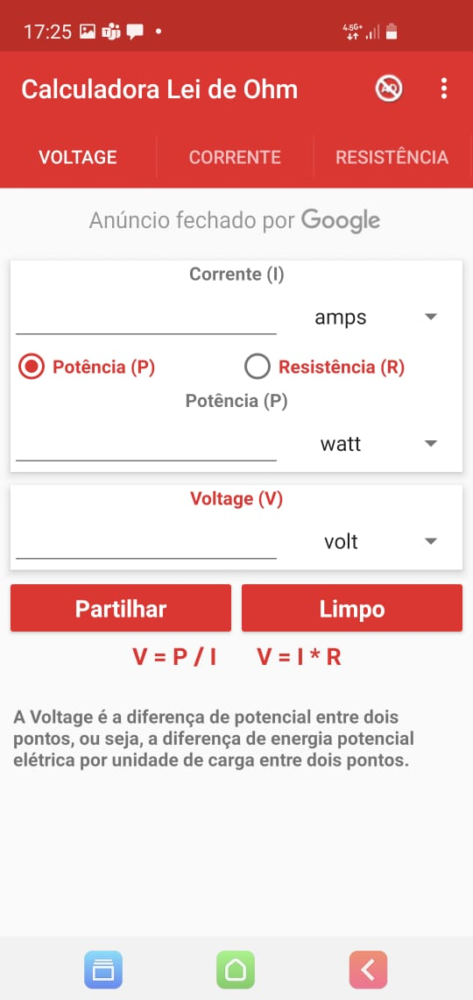 17:25
4.5G+
Calculadora Lei de Ohm
AD
VOLTAGE CORRENTE RESISTÊNCIA
Anúncio fechado por Google
Corrente (I)
amps
Potência (P) Resistência (R)
Potência (P)
watt
Voltage (V)
volt
Partilhar Limpo
V = P / I V = I * R
A Voltage é a diferença de potencial entre dois
pontos, ou seja, a diferença de energia potencial
elétrica por unidade de carga entre dois pontos.